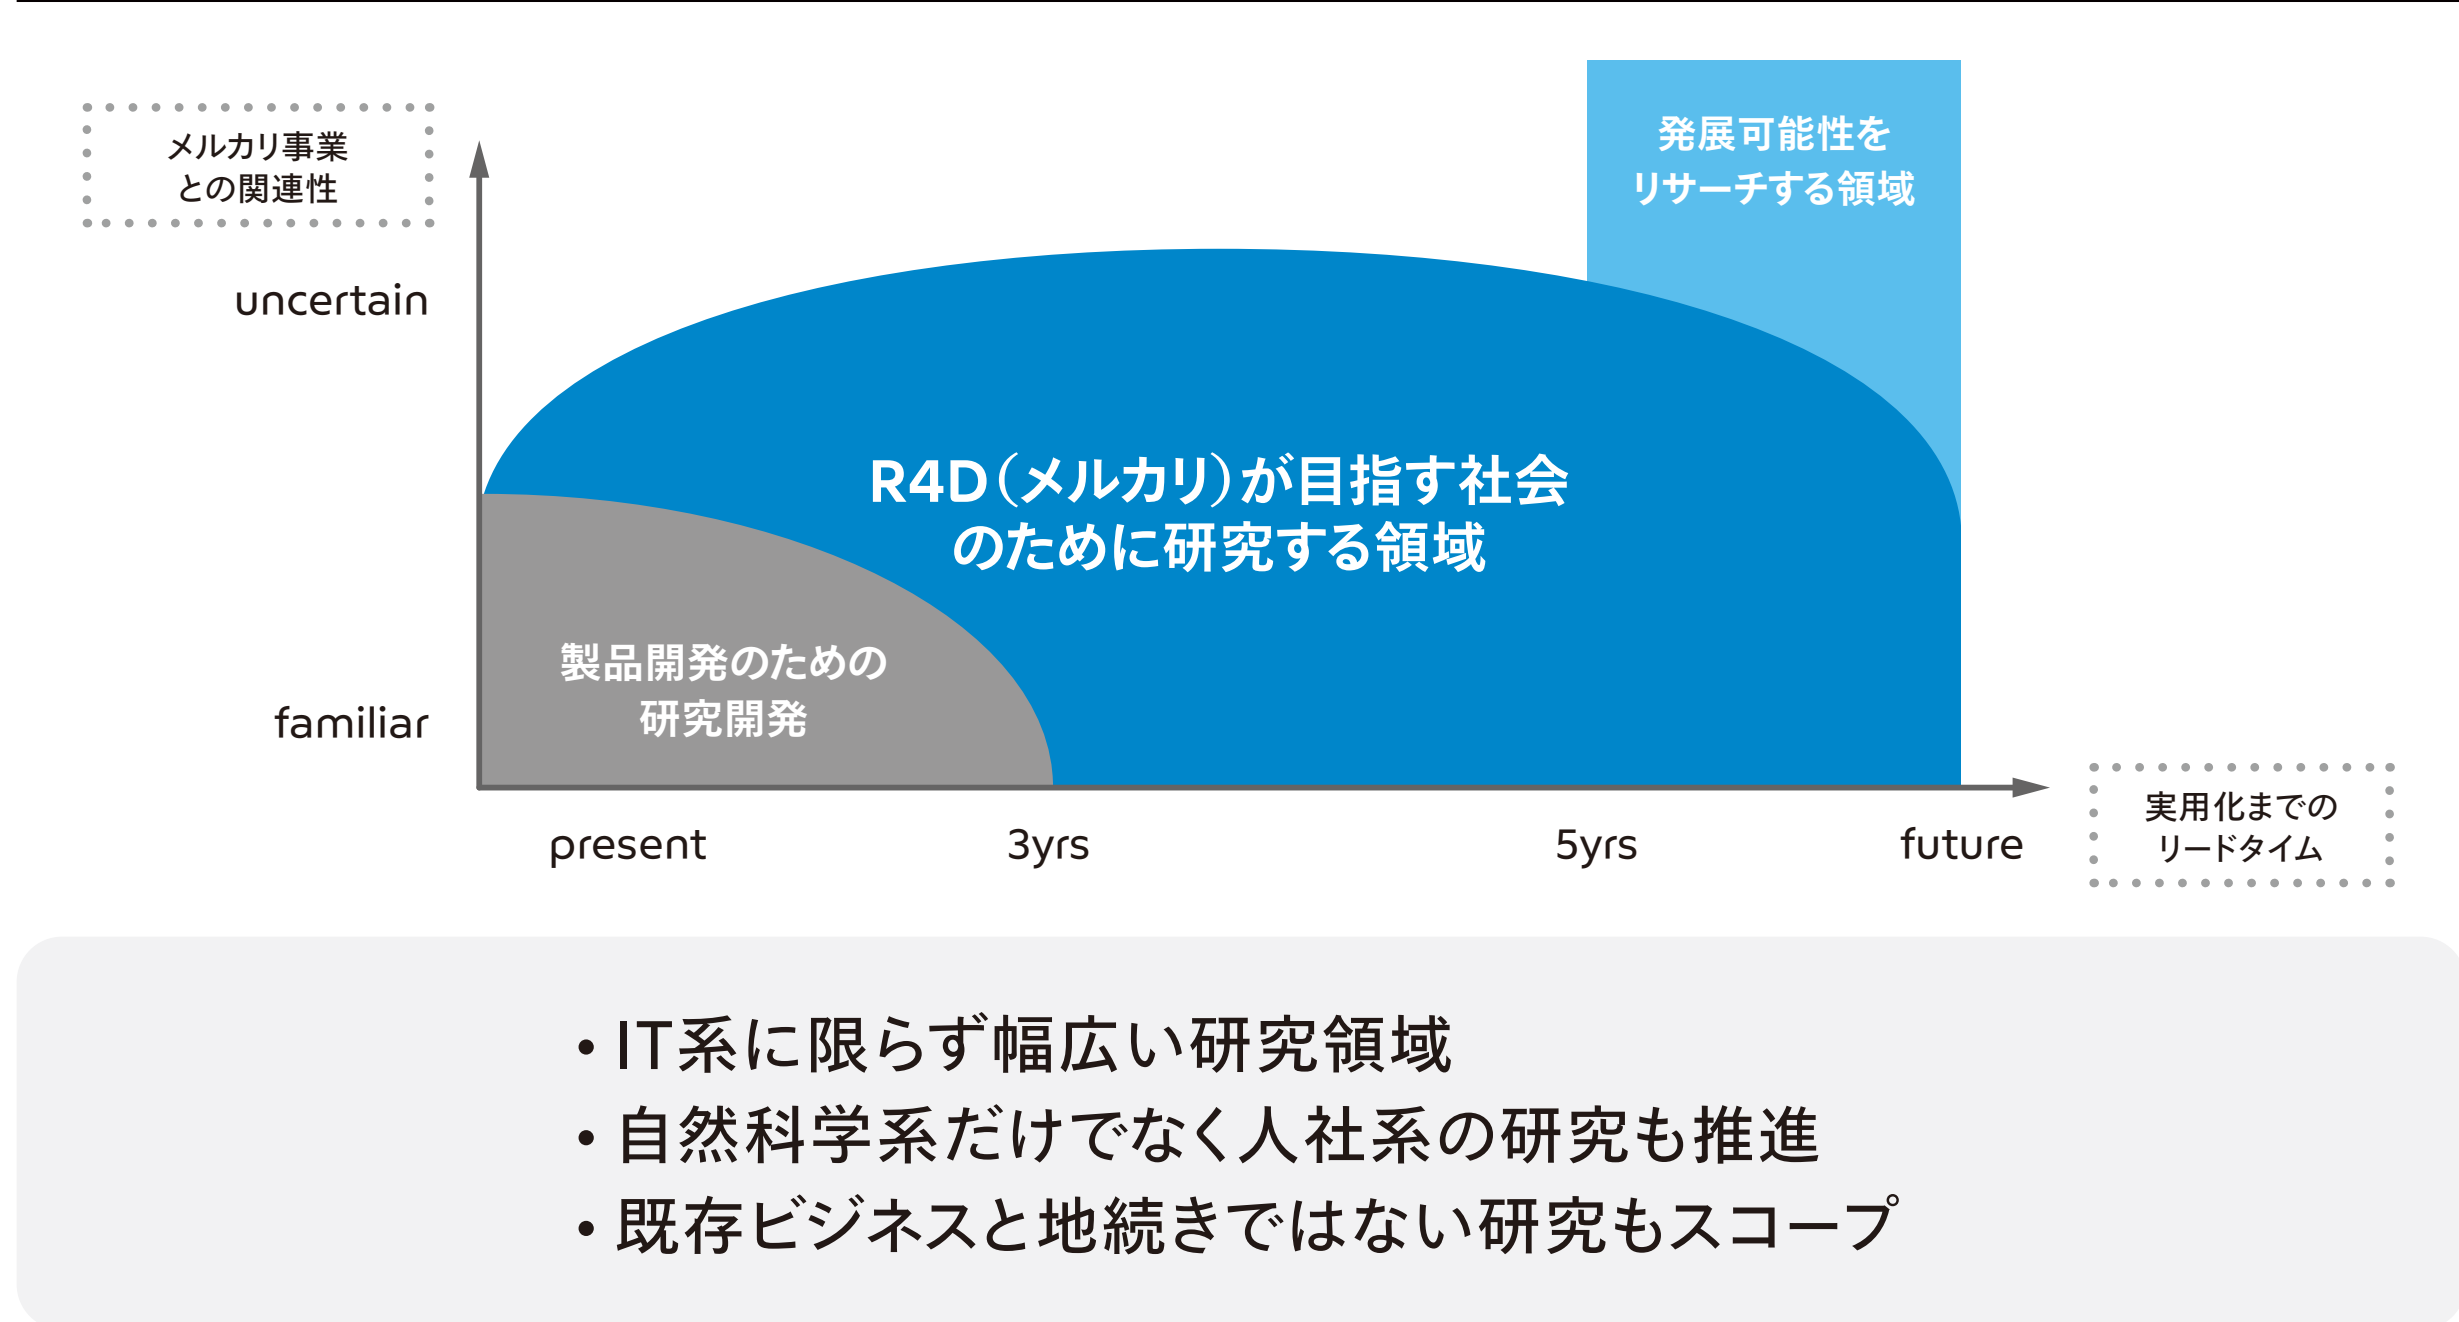 メルカリ事業
との関連性
発展可能性を
リサーチする領域
uncertain
R4D（メルカリ）が目指す社会
のために研究する領域
製品開発のための
研究開発
familiar
実用化までの
リードタイム
present
3yrs
5yrs
future
・IT系に限らず幅広い研究領域
・自然科学系だけでなく人社系の研究も推進
・既存ビジネスと地続きではない研究もスコープ